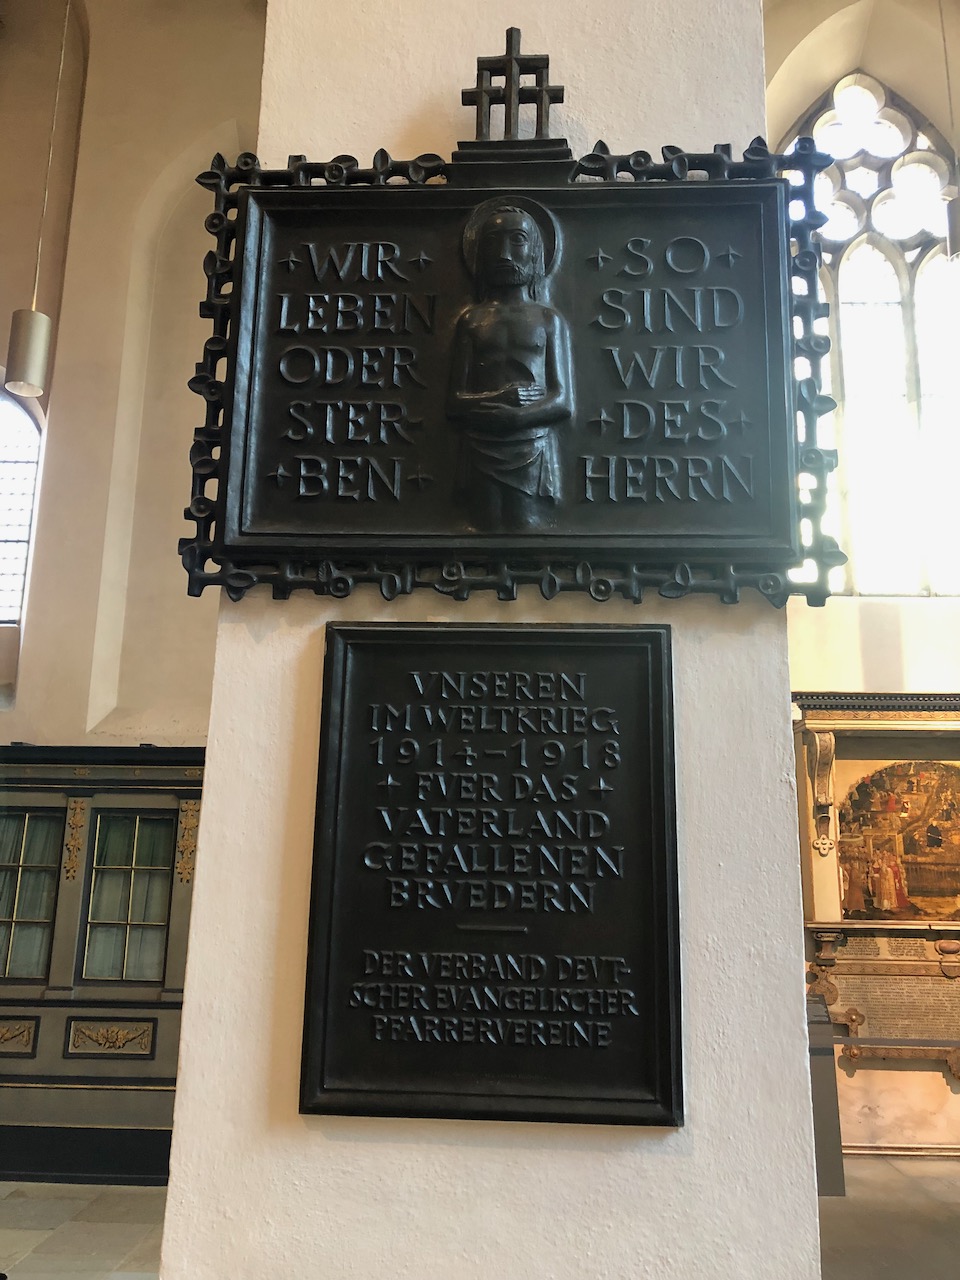 + WIR +
LEBEN
ODER
STER-
+ BEN +
+ SO +
SIND
WIR
+ DES +
HERRN
VNSEREN
IM WELTKRIEG
1914-1918
+ FVER DAS +
VATERLAND
GEFALLENEN
BRVEDERN
DER VERBAND DEVT-
SCHER EVANGELISCHER
PFARRERVEREINE